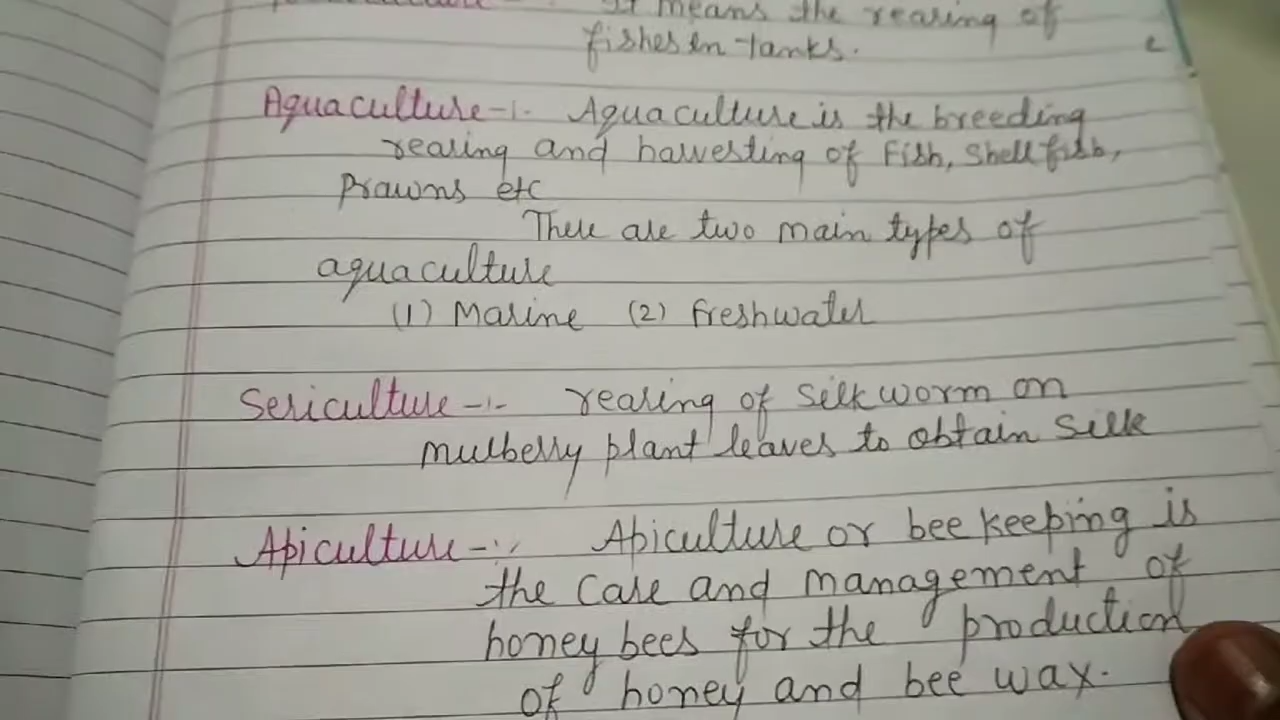 It means the rearing of
fishes in tanks.
Aquaculture -:- Aquaculture is the breeding
rearing and harvesting of Fish, Shell fish,
Prawns etc
There are two main types of
aquaculture
(1) Marine (2) Freshwater
Sericulture -:- rearing of silk worm on
mulberry plant leaves to obtain silk
Apiculture -:- Apiculture or bee keeping is
the care and management of
honey bees for the production
of honey and bee wax.